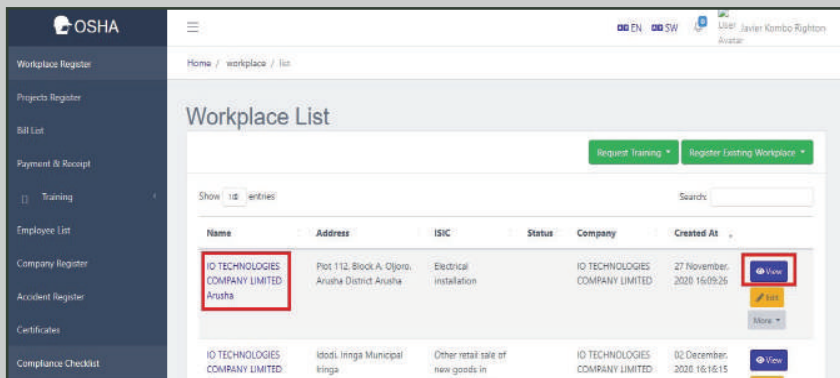 OSHA
EN SW User Avatar Javier Kombo Righton
Workplace Register
Home / workplace / list
Projects Register
Workplace List
Bill List
Request Training Register Existing Workplace
Payment & Receipt
Training
Show entries Search:
Employee List
Name Address ISIC Status Company Created At
Company Register
IO TECHNOLOGIES Plot 112, Block A, Oljoro, Electrical IO TECHNOLOGIES 27 November, View
COMPANY LIMITED Arusha District Arusha installation COMPANY LIMITED 2020 16:09:26
Arusha
Edit
Accident Register
More
Certificates
IO TECHNOLOGIES Idodi, Iringa Municipal Other retail sale of IO TECHNOLOGIES 02 December, View
COMPANY LIMITED Iringa new goods in COMPANY LIMITED 2020 16:16:15
Compliance Checklist